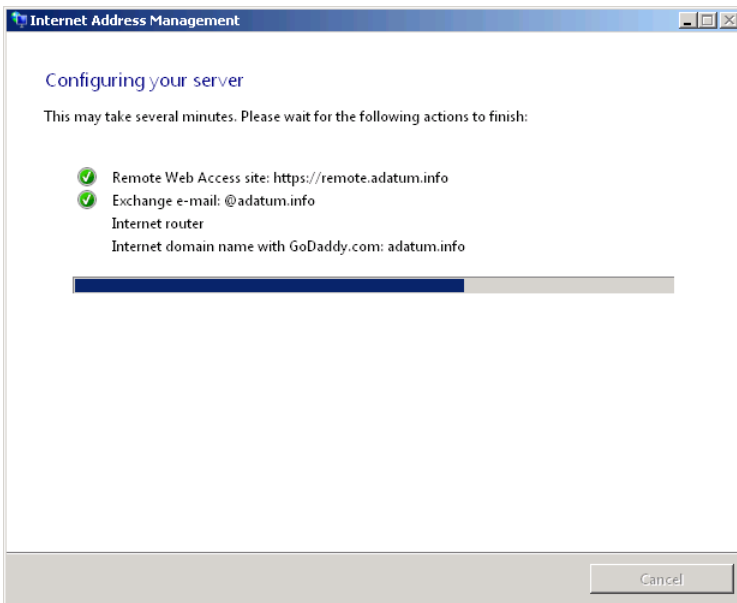 Internet Address Management
Configuring your server
This may take several minutes. Please wait for the following actions to finish:
Remote Web Access site: https://remote.adatum.info
Exchange e-mail: @adatum.info
Internet router
Internet domain name with GoDaddy.com: adatum.info
Cancel